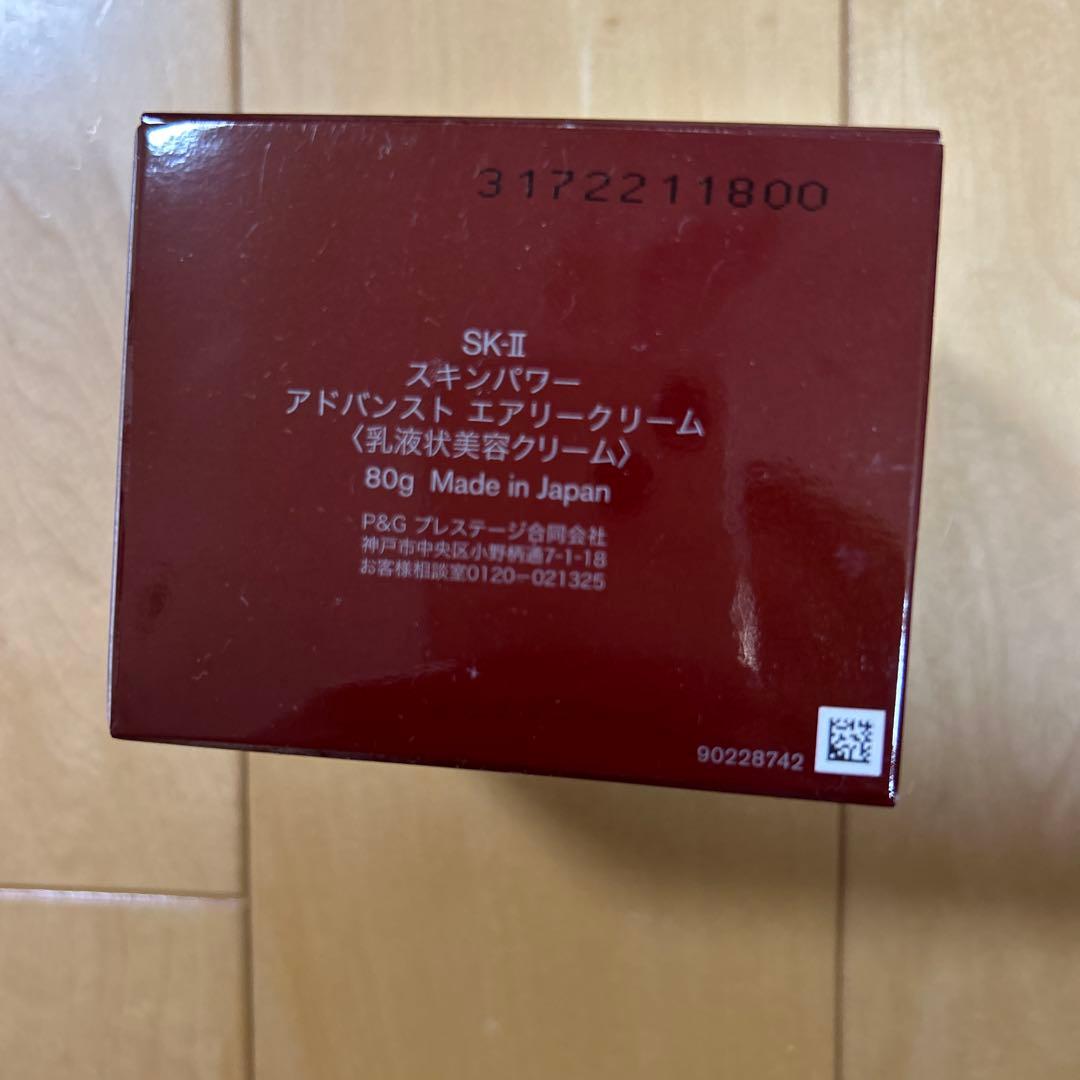 3172211800
SK-Ⅱ
スキンパワー
アドバンスト エアリークリーム
〈乳液状美容クリーム〉
80g Made in Japan
P&G プレステージ合同会社
神戸市中央区小野柄通7-1-18
お客様相談室0120-021325
90228742